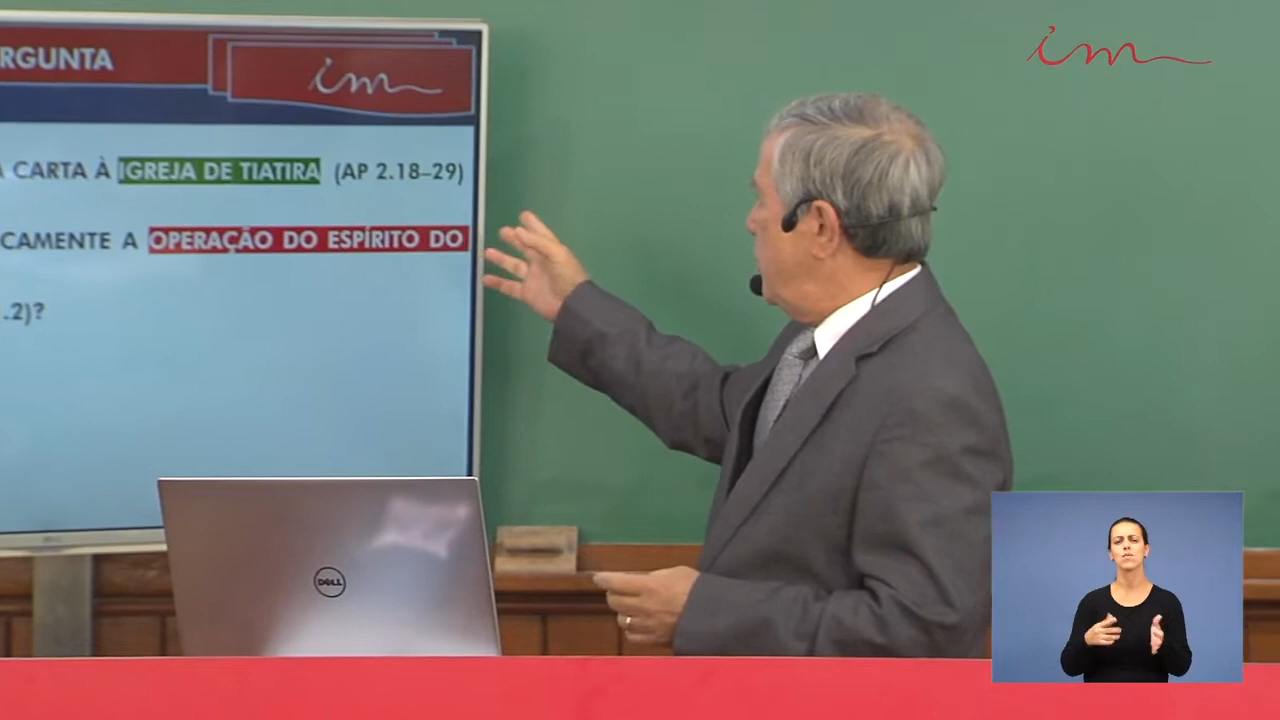 RGUNTA
im
im
A CARTA À IGREJA DE TIATIRA (AP 2.18–29)
CAMENTE A OPERAÇÃO DO ESPÍRITO DO
.2)?
DELL